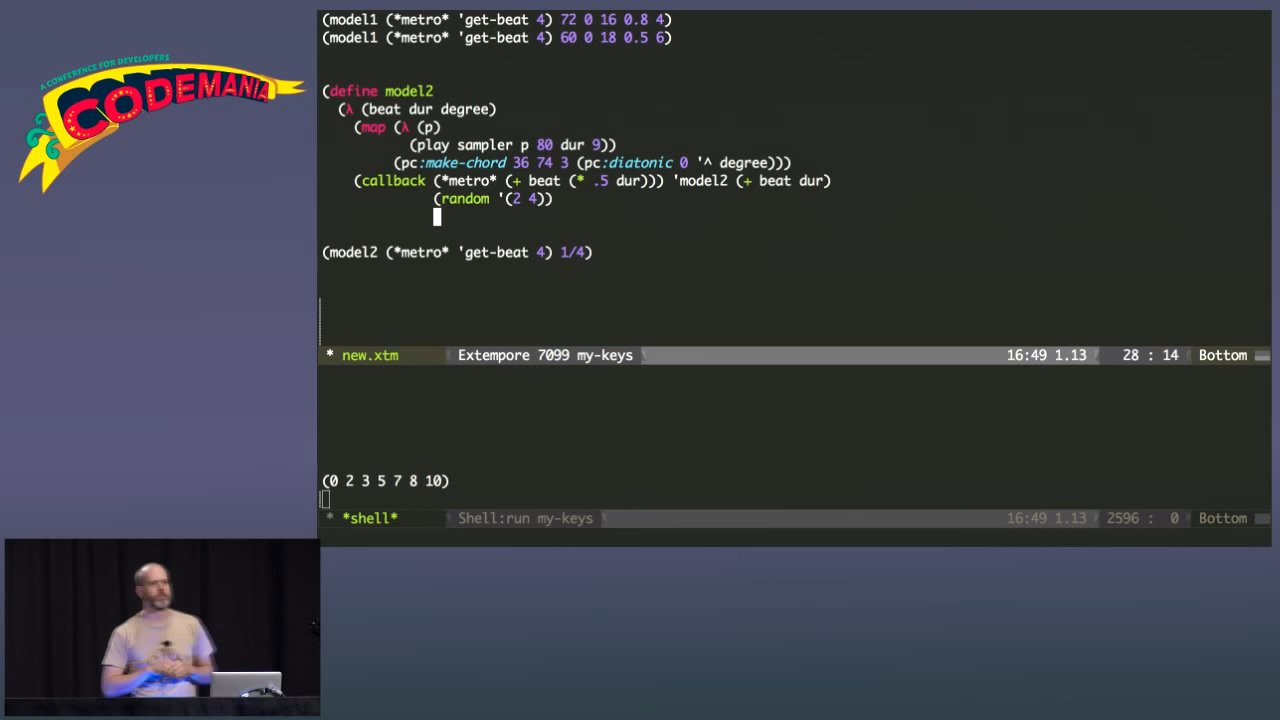 A CONFERENCE FOR DEVELOPERS
CODEMANIA
(model1 (*metro* 'get-beat 4) 72 0 16 0.8 4)
(model1 (*metro* 'get-beat 4) 60 0 18 0.5 6)
(define model2
(λ (beat dur degree)
(map (λ (p)
(play sampler p 80 dur 9))
(pc:make-chord 36 74 3 (pc:diatonic 0 '^ degree)))
(callback (*metro* (+ beat (* .5 dur))) 'model2 (+ beat dur)
(random '(2 4))
(model2 (*metro* 'get-beat 4) 1/4)
* new.xtm Extempore 7099 my-keys 16:49 1.13 28 : 14 Bottom
(0 2 3 5 7 8 10)
* *shell* Shell:run my-keys 16:49 1.13 2596 : 0 Bottom